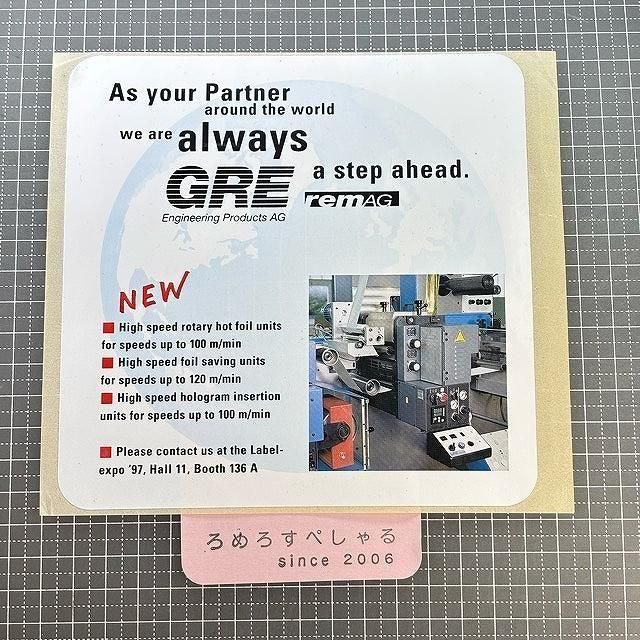 As your Partner
around the world
we are always
GRE a step ahead.
Engineering Products AG
remAG
NEW
High speed rotary hot foil units
for speeds up to 100 m/min
High speed foil saving units
for speeds up to 120 m/min
High speed hologram insertion
units for speeds up to 100 m/min
Please contact us at the Label-
expo '97, Hall 11, Booth 136 A
ろめろすぺしゃる
since 2006